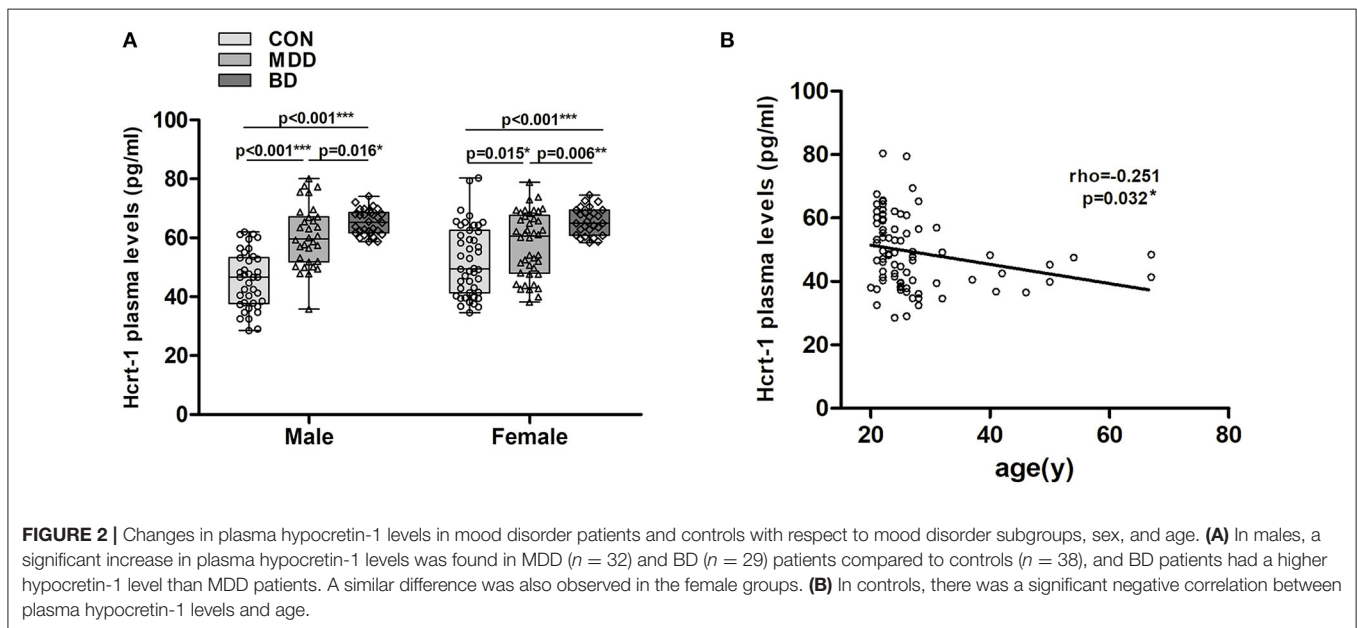 A
CON
MDD
BD
Hcrt-1 plasma levels (pg/ml)
100
80
60
40
20
0
p<0.001***
p<0.001***
p=0.016*
p<0.001***
p=0.015*
p=0.006**
Male
Female
B
Hcrt-1 plasma levels (pg/ml)
100
80
60
40
20
0
rho=-0.251
p=0.032*
20
40
60
80
age(y)
FIGURE 2 | Changes in plasma hypocretin-1 levels in mood disorder patients and controls with respect to mood disorder subgroups, sex, and age. (A) In males, a
significant increase in plasma hypocretin-1 levels was found in MDD (n = 32) and BD (n = 29) patients compared to controls (n = 38), and BD patients had a higher
hypocretin-1 level than MDD patients. A similar difference was also observed in the female groups. (B) In controls, there was a significant negative correlation between
plasma hypocretin-1 levels and age.